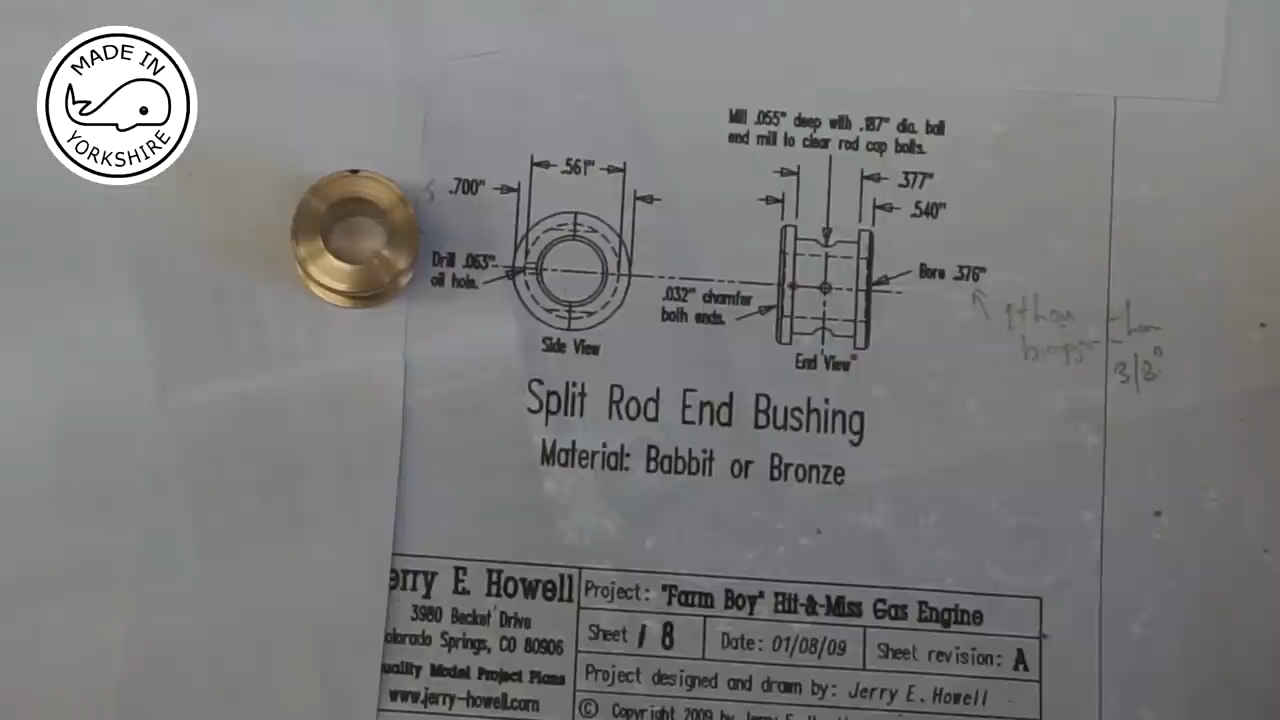 MADE IN
YORKSHIRE
Mill .055" deep with .187" dia. ball
end mill to clear rod cap bolts.
.561"
.377"
.700"
.540"
Drill .063"
oil hole.
Bore .376"
.032" chamfer
both ends.
3/8"
Side View
End View
Split Rod End Bushing
Material: Babbit or Bronze
erry E. Howell
3980 Becket Drive
olorado Springs, CO 80906
uality Model Project Plans
www.jerry-howell.com
Project: "Farm Boy" Hit-&-Miss Gas Engine
Sheet 18
Date: 01/08/09
Sheet revision: A
Project designed and drawn by: Jerry E. Howell
© Copyright 2009 by Jerry E.